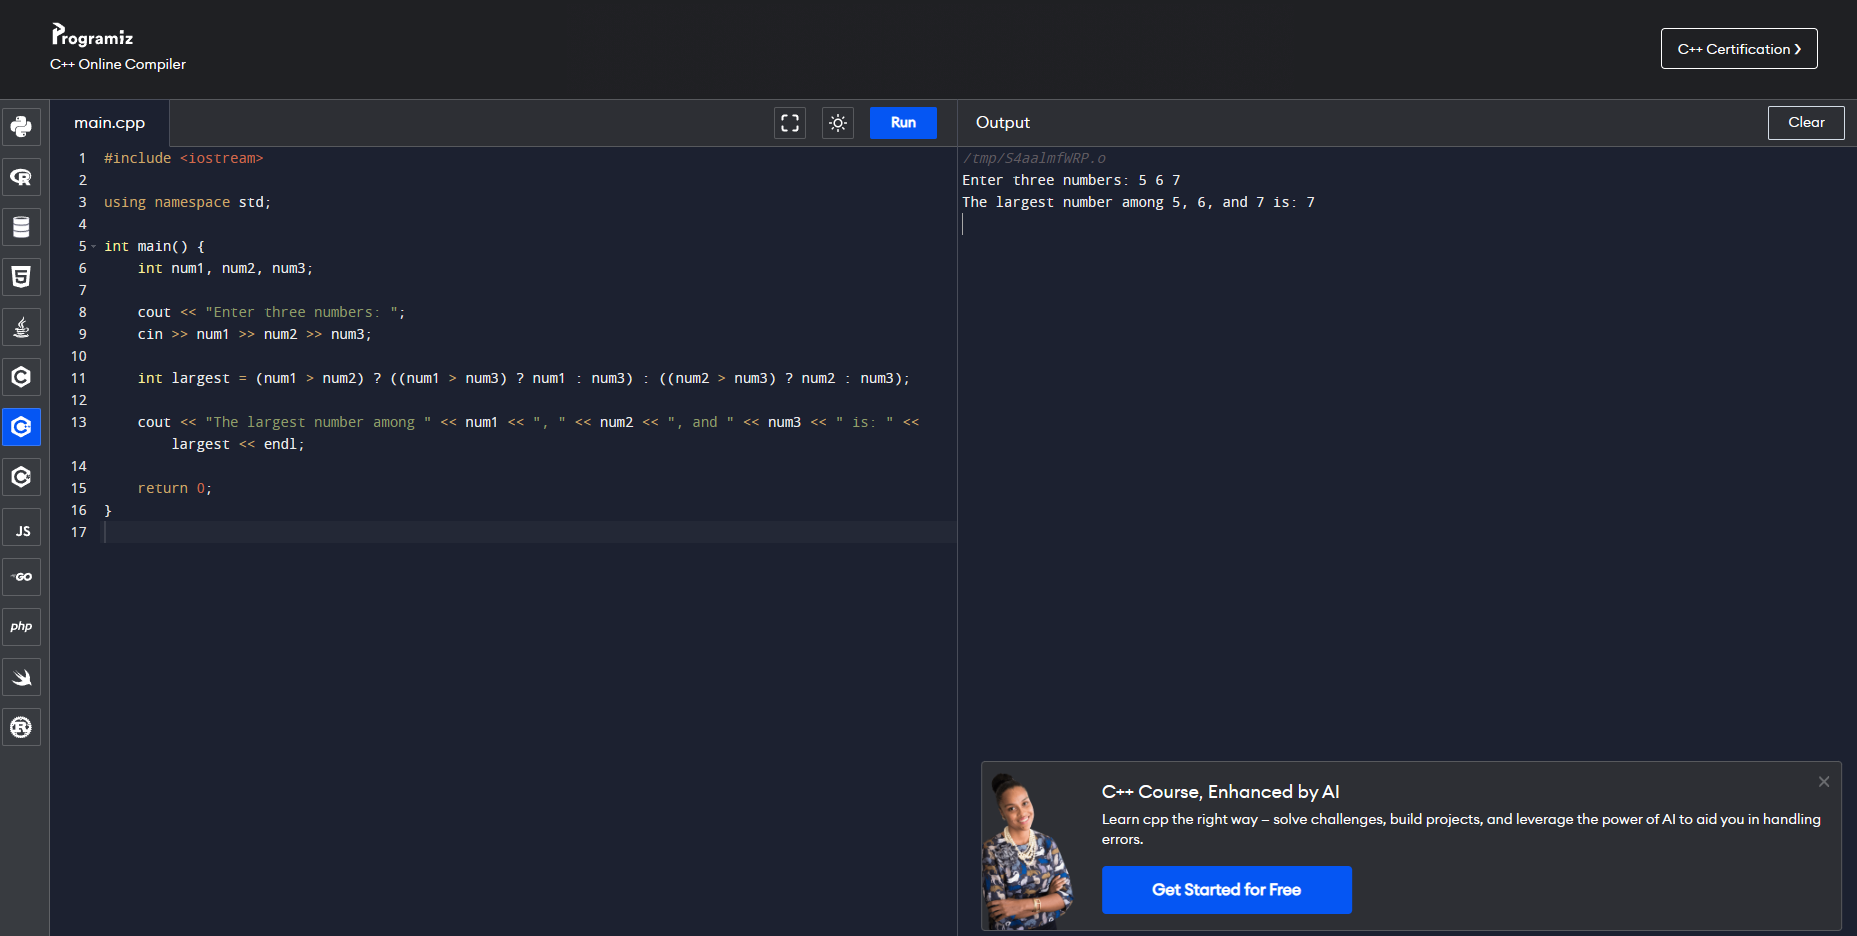 Programiz
C++ Online Compiler
C++ Certification ❯
main.cpp
Run
Output
Clear
1 #include <iostream>
2
3 using namespace std;
4
5 int main() {
6     int num1, num2, num3;
7
8     cout << "Enter three numbers: ";
9     cin >> num1 >> num2 >> num3;
10
11     int largest = (num1 > num2) ? ((num1 > num3) ? num1 : num3) : ((num2 > num3) ? num2 : num3);
12
13     cout << "The largest number among " << num1 << ", " << num2 << ", and " << num3 << " is: " <<
        largest << endl;
14
15     return 0;
16 }
17
/tmp/S4aalmfWRP.o
Enter three numbers: 5 6 7
The largest number among 5, 6, and 7 is: 7
R
5
C
C
C
JS
GO
php
R
C++ Course, Enhanced by AI
Learn cpp the right way – solve challenges, build projects, and leverage the power of AI to aid you in handling
errors.
Get Started for Free